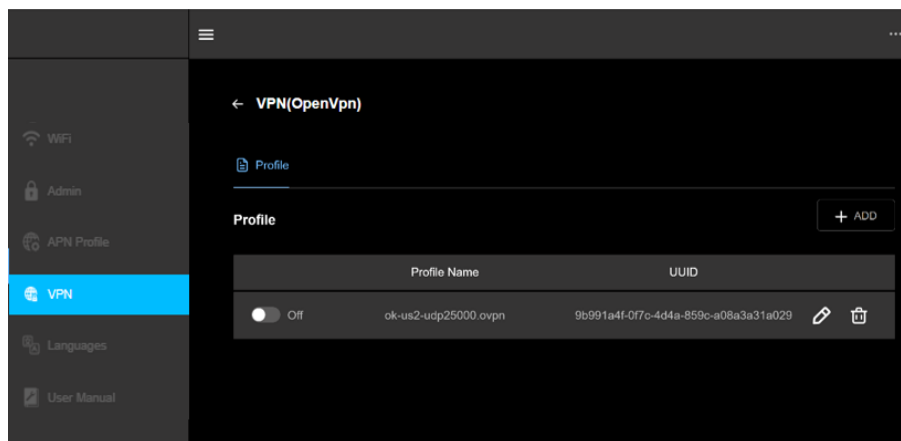 VPN(OpenVpn)
WiFi
Profile
Admin
Profile
+ ADD
APN Profile
Profile Name UUID
VPN
Off ok-us2-udp25000.ovpn 9b991a4f-0f7c-4d4a-859c-a08a3a31a029
Languages
User Manual